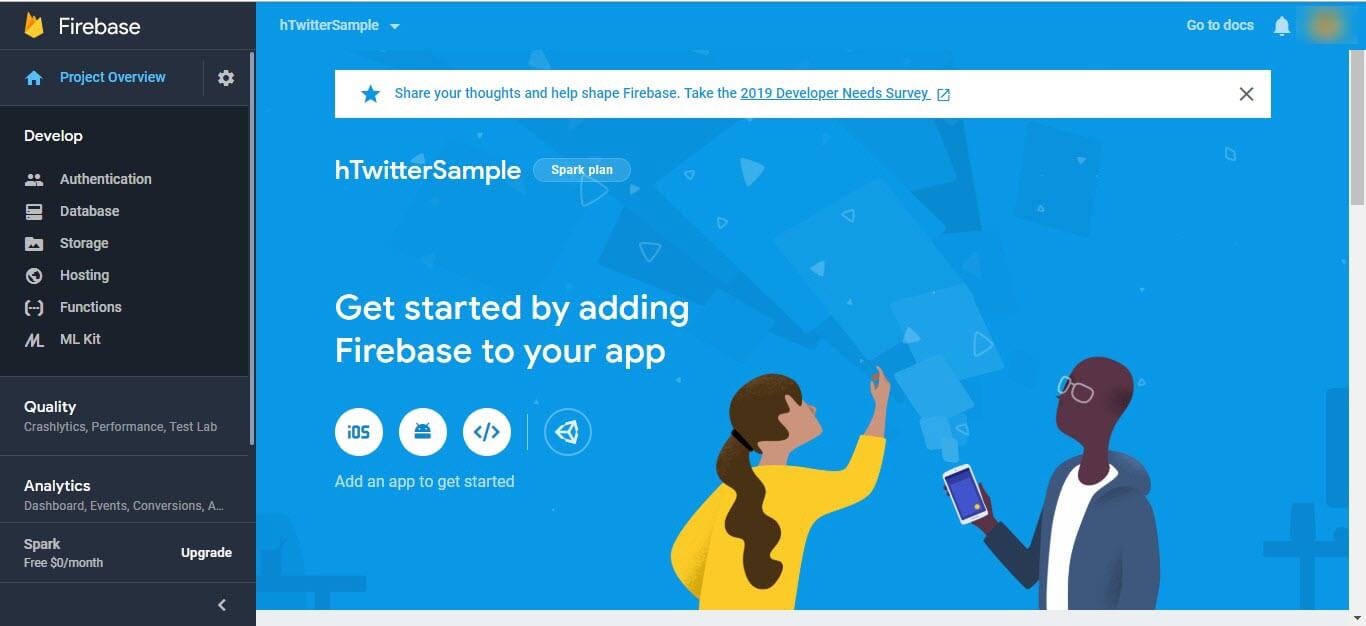 Firebase
hTwitterSample
Go to docs
Project Overview
Share your thoughts and help shape Firebase. Take the 2019 Developer Needs Survey
Develop
Authentication
Database
Storage
Hosting
Functions
ML Kit
Quality
Crashlytics, Performance, Test Lab
Analytics
Dashboard, Events, Conversions, A...
Spark
Free $0/month
Upgrade
hTwitterSample
Spark plan
Get started by adding
Firebase to your app
iOS
</>
Add an app to get started